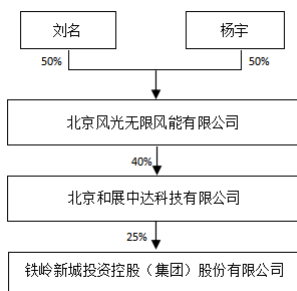 刘名
杨宇
50%
50%
北京风光无限风能有限公司
40%
北京和展中达科技有限公司
25%
铁岭新城投资控股（集团）股份有限公司